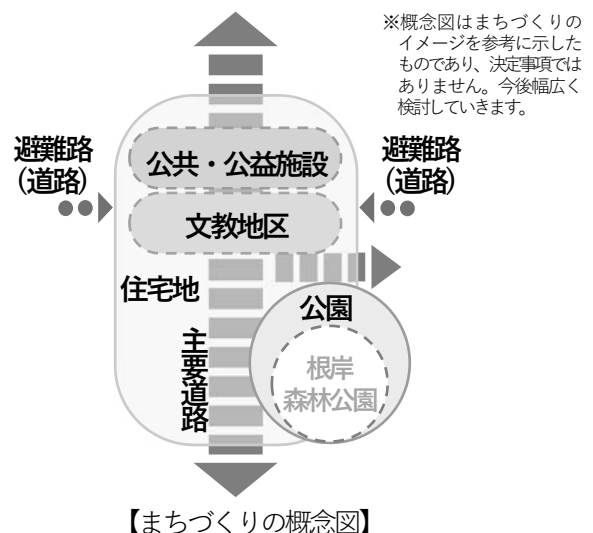 ※概念図はまちづくりの
イメージを参考に示した
ものであり、決定事項では
ありません。今後幅広く
検討していきます。
避難路
(道路)
公共・公益施設
避難路
(道路)
文教地区
住宅地
公園
主要道路
根岸
森林公園
【まちづくりの概念図】